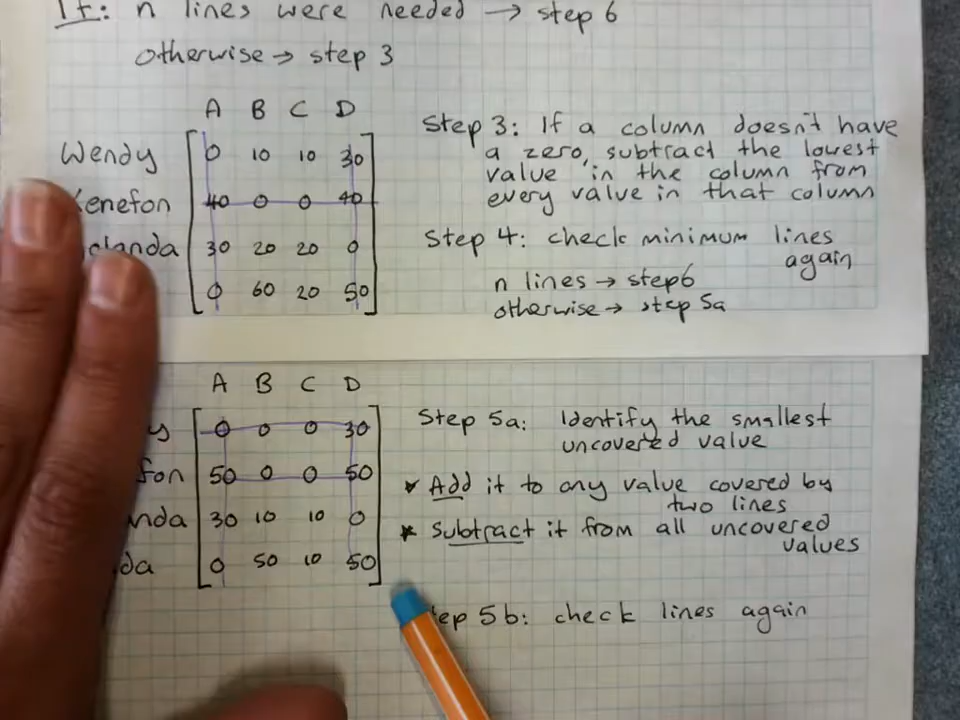 If: n lines were needed → step 6
otherwise → step 3
A B C D
Wendy 0 10 10 30
enefon 40 0 0 40
landa 30 20 20 0
0 60 20 50
Step 3: If a column doesn't have
a zero, subtract the lowest
value in the column from
every value in that column
Step 4: check minimum lines
again
n lines → step 6
otherwise → step 5a
A B C D
y 0 0 0 30
fon 50 0 0 50
nda 30 10 10 0
da 0 50 10 50
Step 5a: Identify the smallest
uncovered value
* Add it to any value covered by
two lines
* Subtract it from all uncovered
values
tep 5b: check lines again